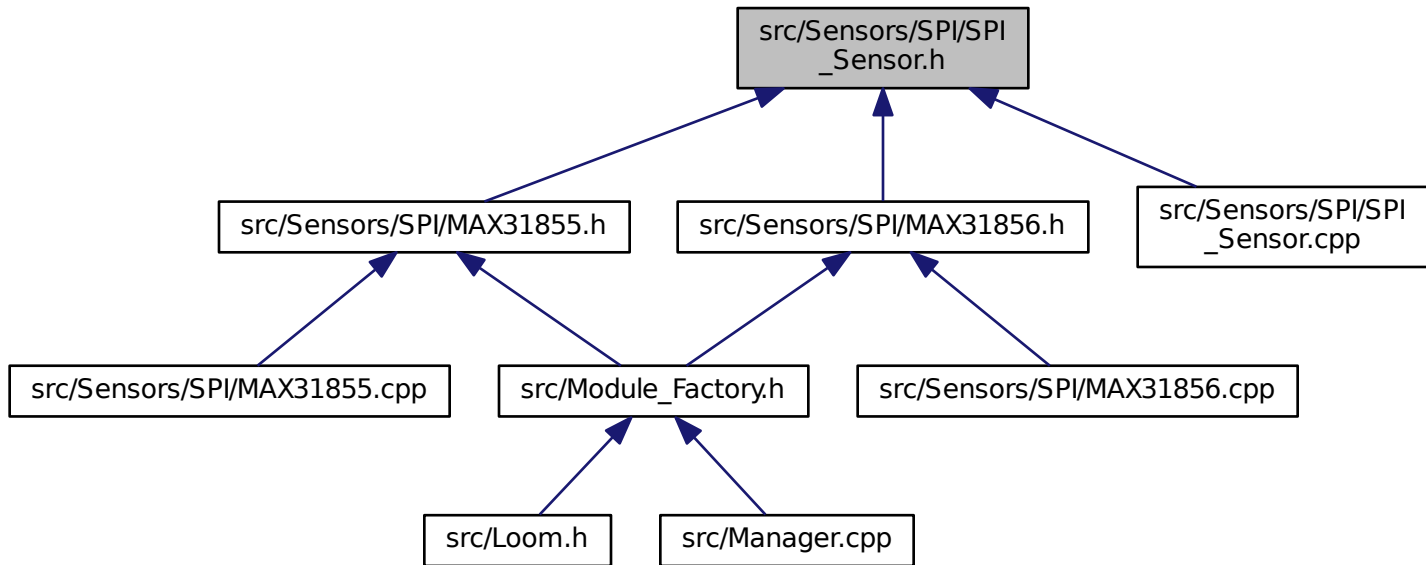 src/Sensors/SPI/SPI
_Sensor.h
src/Sensors/SPI/MAX31855.h
src/Sensors/SPI/MAX31856.h
src/Sensors/SPI/SPI
_Sensor.cpp
src/Sensors/SPI/MAX31855.cpp
src/Module_Factory.h
src/Sensors/SPI/MAX31856.cpp
src/Loom.h
src/Manager.cpp